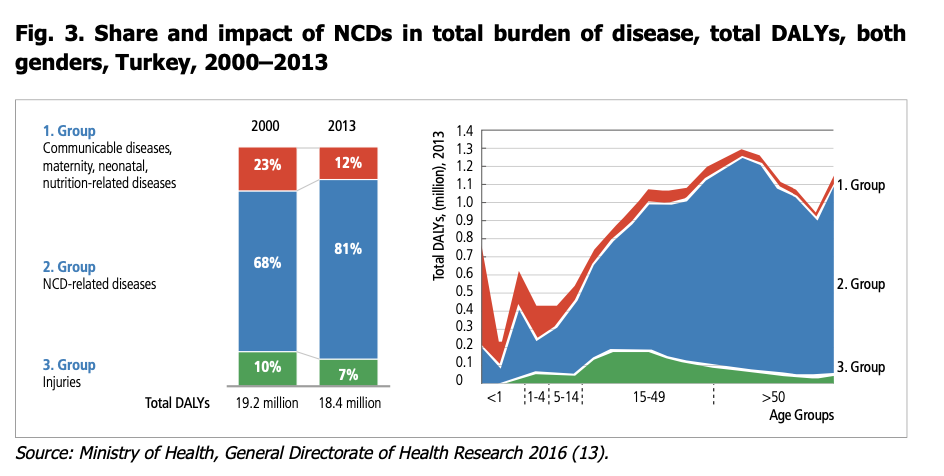 Fig. 3. Share and impact of NCDs in total burden of disease, total DALYs, both
genders, Turkey, 2000–2013
1. Group
Communicable diseases,
maternity, neonatal,
nutrition-related diseases
2. Group
NCD-related diseases
3. Group
Injuries
2000 2013
23% 12%
68% 81%
10% 7%
Total DALYs 19.2 million 18.4 million
Total DALYs, (million), 2013
1.4
1.3
1.2
1.1
1.0
0.9
0.8
0.7
0.6
0.5
0.4
0.3
0.2
0.1
0
1. Group
2. Group
3. Group
<1 1-4 5-14 15-49 >50
Age Groups
Source: Ministry of Health, General Directorate of Health Research 2016 (13).